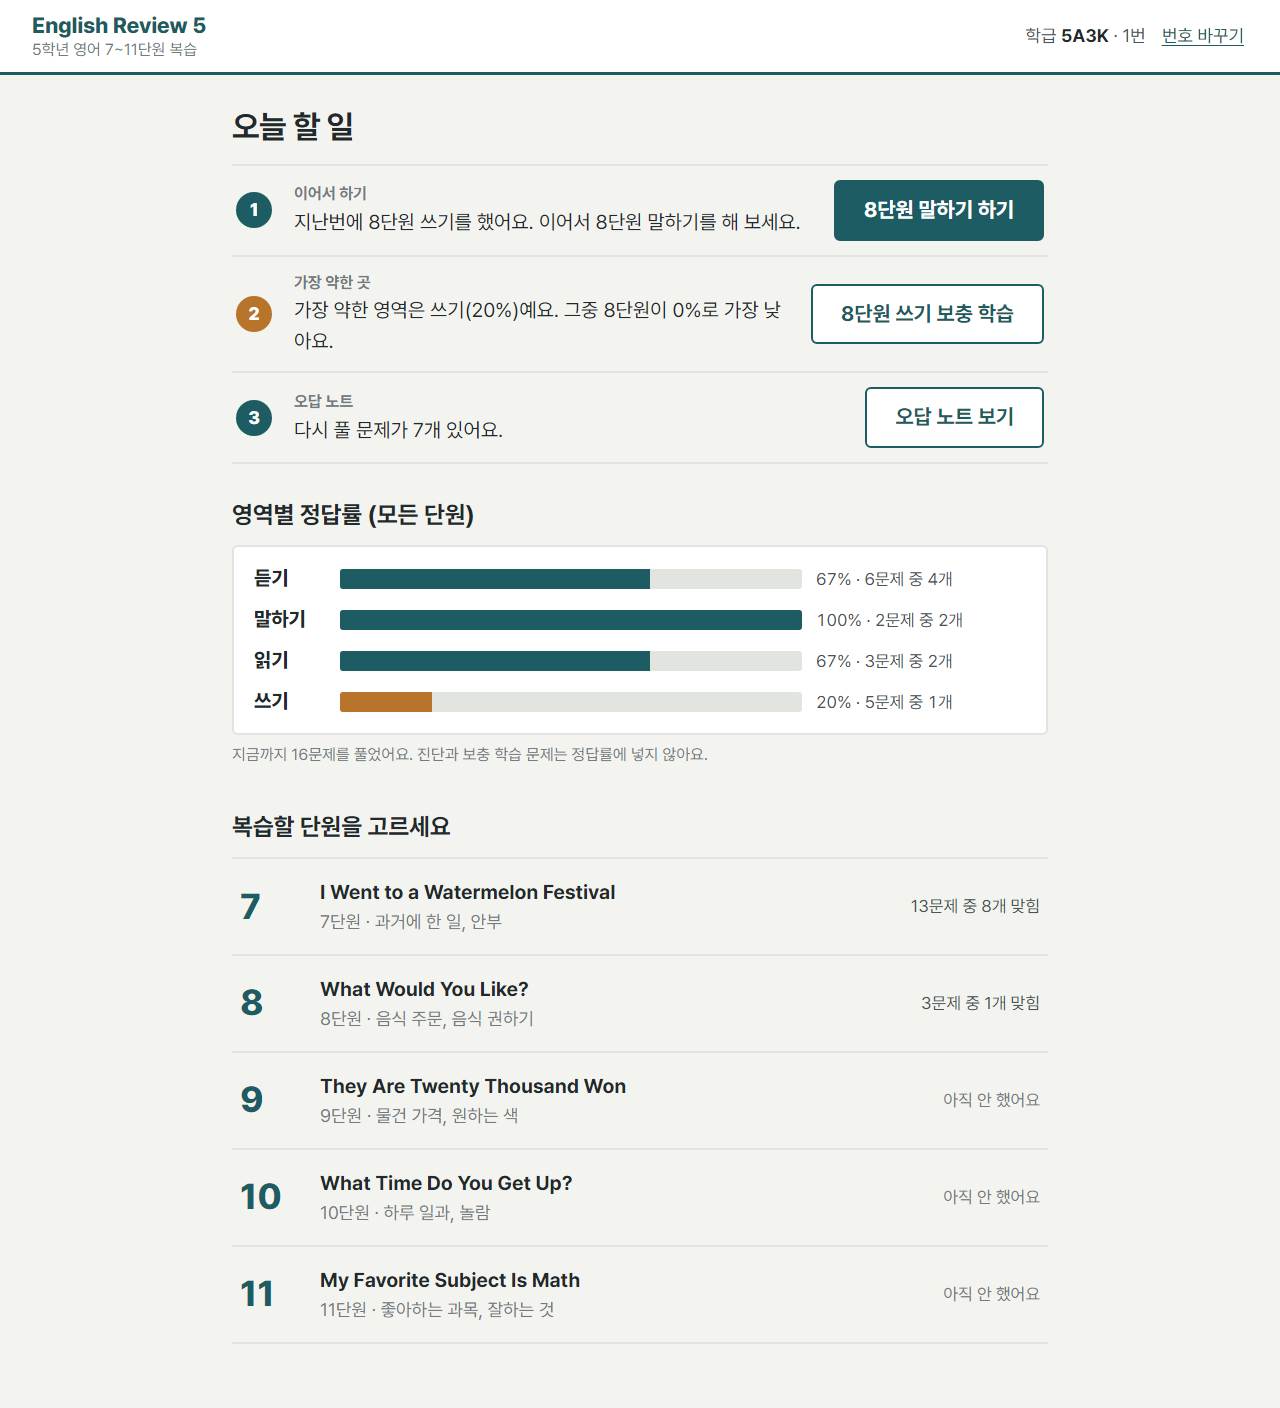 English Review 5
5학년 영어 7~11단원 복습
학급 5A3K · 1번 번호 바꾸기
오늘 할 일
1
이어서 하기
지난번에 8단원 쓰기를 했어요. 이어서 8단원 말하기를 해 보세요.
8단원 말하기 하기
2
가장 약한 곳
가장 약한 영역은 쓰기(20%)예요. 그중 8단원이 0%로 가장 낮
아요.
8단원 쓰기 보충 학습
3
오답 노트
다시 풀 문제가 7개 있어요.
오답 노트 보기
영역별 정답률 (모든 단원)
듣기 67% · 6문제 중 4개
말하기 100% · 2문제 중 2개
읽기 67% · 3문제 중 2개
쓰기 20% · 5문제 중 1개
지금까지 16문제를 풀었어요. 진단과 보충 학습 문제는 정답률에 넣지 않아요.
복습할 단원을 고르세요
7
I Went to a Watermelon Festival
7단원 · 과거에 한 일, 안부
13문제 중 8개 맞힘
8
What Would You Like?
8단원 · 음식 주문, 음식 권하기
3문제 중 1개 맞힘
9
They Are Twenty Thousand Won
9단원 · 물건 가격, 원하는 색
아직 안 했어요
10
What Time Do You Get Up?
10단원 · 하루 일과, 놀람
아직 안 했어요
11
My Favorite Subject Is Math
11단원 · 좋아하는 과목, 잘하는 것
아직 안 했어요